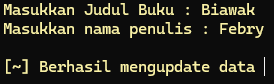 Masukkan Judul Buku : Biawak
Masukkan nama penulis : Febry
[~] Berhasil mengupdate data